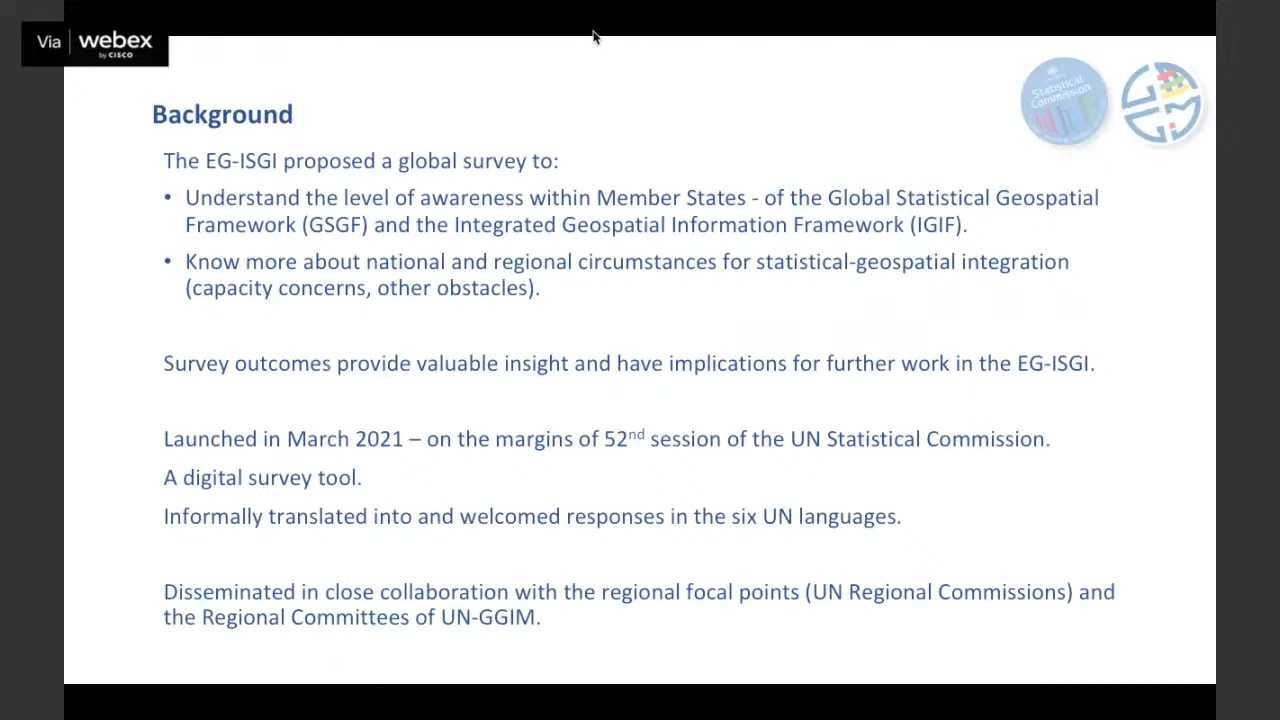 Via webex
by CISCO
Statistical
Commission
Background
The EG-ISGI proposed a global survey to:
• Understand the level of awareness within Member States - of the Global Statistical Geospatial
Framework (GSGF) and the Integrated Geospatial Information Framework (IGIF).
• Know more about national and regional circumstances for statistical-geospatial integration
(capacity concerns, other obstacles).
Survey outcomes provide valuable insight and have implications for further work in the EG-ISGI.
Launched in March 2021 – on the margins of 52nd session of the UN Statistical Commission.
A digital survey tool.
Informally translated into and welcomed responses in the six UN languages.
Disseminated in close collaboration with the regional focal points (UN Regional Commissions) and
the Regional Committees of UN-GGIM.